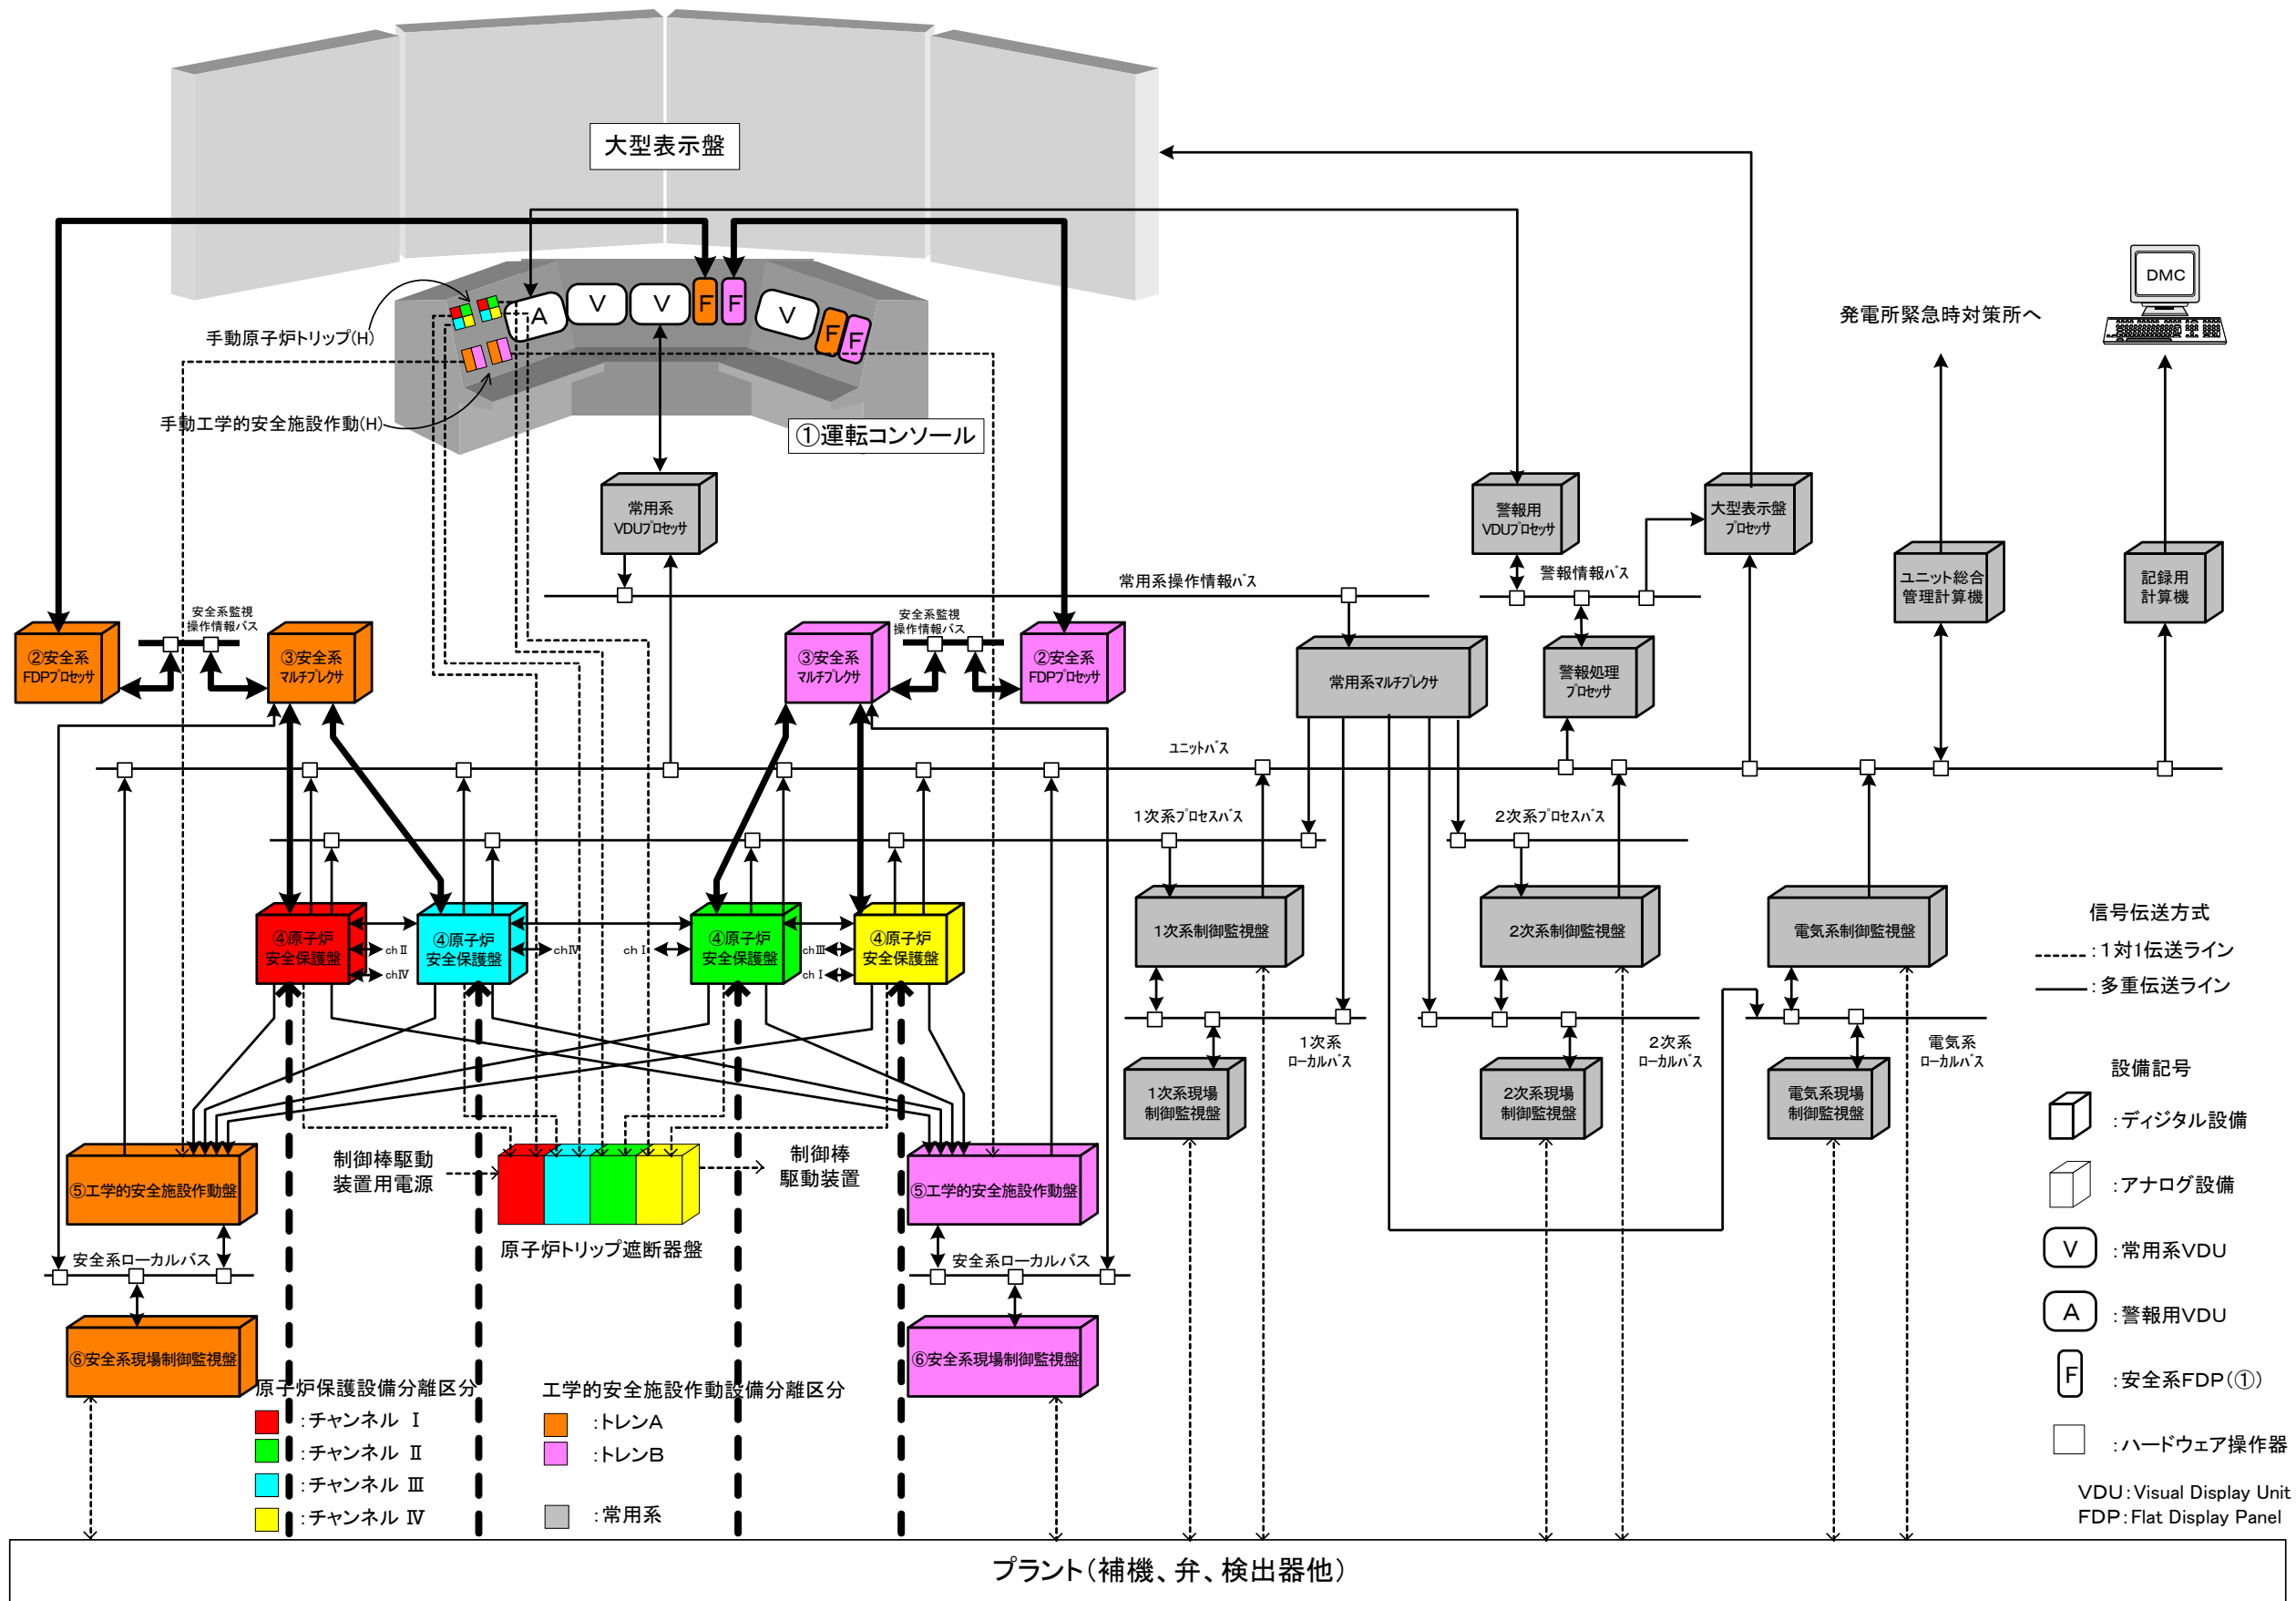 大型表示盤
DMC
発電所緊急時対策所へ
手動原子炉トリップ(H)
A
V
V
F
F
V
F
F
手動工学的安全施設作動(H)
①運転コンソール
常用系
VDUプロセッサ
警報用
VDUプロセッサ
大型表示盤
プロセッサ
ユニット総合
管理計算機
記録用
計算機
常用系操作情報バス
警報情報バス
安全系監視
操作情報バス
安全系監視
操作情報バス
②安全系
FDPプロセッサ
③安全系
マルチプレクサ
③安全系
マルチプレクサ
②安全系
FDPプロセッサ
常用系マルチプレクサ
警報処理
プロセッサ
ユニットバス
1次系プロセスバス
2次系プロセスバス
④原子炉
安全保護盤
chⅡ
chⅣ
④原子炉
安全保護盤
chⅣ
chⅠ
④原子炉
安全保護盤
chⅢ
chⅠ
④原子炉
安全保護盤
1次系制御監視盤
2次系制御監視盤
電気系制御監視盤
信号伝送方式
:1対1伝送ライン
:多重伝送ライン
1次系
ローカルバス
2次系
ローカルバス
電気系
ローカルバス
1次系現場
制御監視盤
2次系現場
制御監視盤
電気系現場
制御監視盤
設備記号
:ディジタル設備
:アナログ設備
V :常用系VDU
A :警報用VDU
F :安全系FDP(①)
:ハードウェア操作器
VDU:Visual Display Unit
FDP:Flat Display Panel
制御棒駆動
装置用電源
制御棒
駆動装置
⑤工学的安全施設作動盤
⑤工学的安全施設作動盤
原子炉トリップ遮断器盤
安全系ローカルバス
安全系ローカルバス
⑥安全系現場制御監視盤
⑥安全系現場制御監視盤
原子炉保護設備分離区分
:チャンネル Ⅰ
:チャンネル Ⅱ
:チャンネル Ⅲ
:チャンネル Ⅳ
工学的安全施設作動設備分離区分
:トレンA
:トレンB
:常用系
プラント(補機、弁、検出器他)